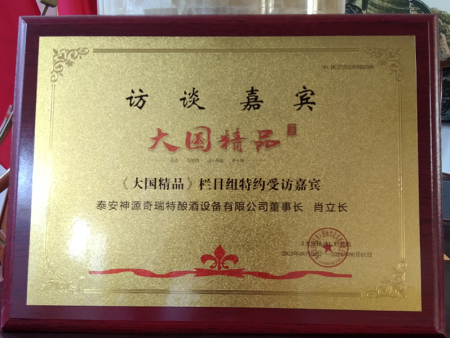 访谈嘉宾
大国精品
《大国精品》栏目组特约受访嘉宾
泰安神源奇瑞特酿酒设备有限公司董事长 肖立长